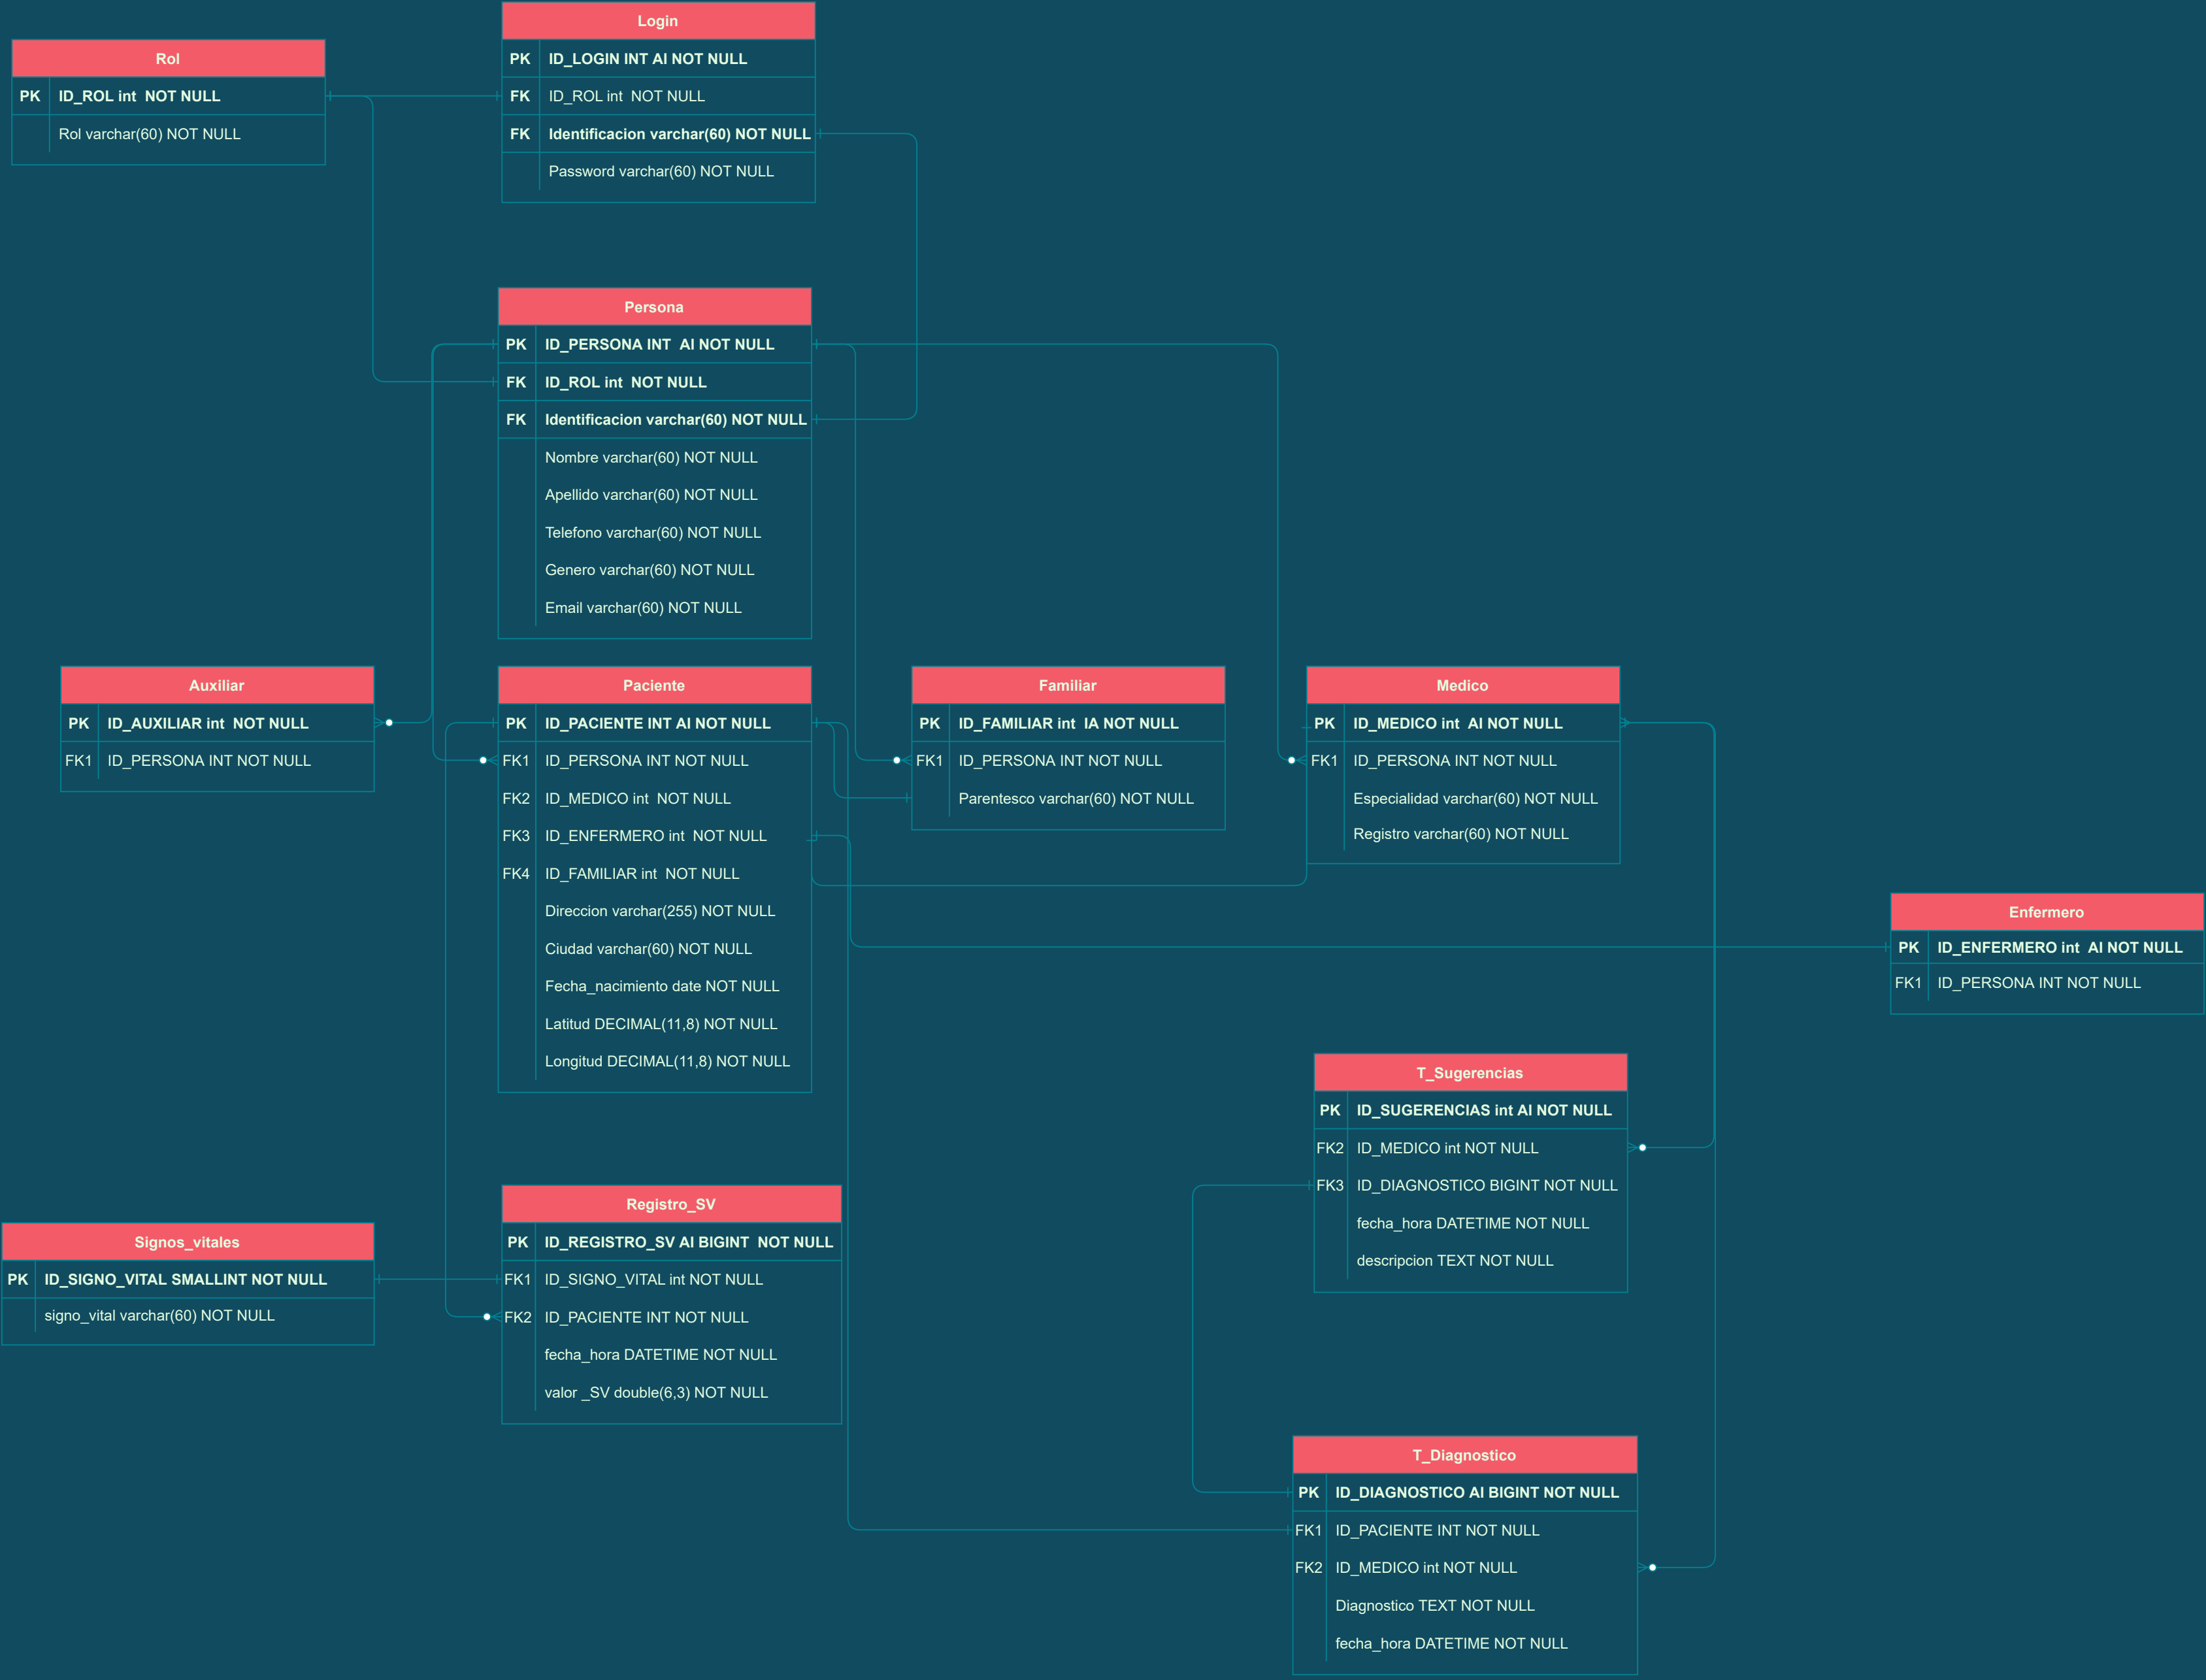 Login
PK ID_LOGIN INT AI NOT NULL
FK ID_ROL int NOT NULL
FK Identificacion varchar(60) NOT NULL
Password varchar(60) NOT NULL
Rol
PK ID_ROL int NOT NULL
Rol varchar(60) NOT NULL
Persona
PK ID_PERSONA INT AI NOT NULL
FK ID_ROL int NOT NULL
FK Identificacion varchar(60) NOT NULL
Nombre varchar(60) NOT NULL
Apellido varchar(60) NOT NULL
Telefono varchar(60) NOT NULL
Genero varchar(60) NOT NULL
Email varchar(60) NOT NULL
Auxiliar
PK ID_AUXILIAR int NOT NULL
FK1 ID_PERSONA INT NOT NULL
Paciente
PK ID_PACIENTE INT AI NOT NULL
FK1 ID_PERSONA INT NOT NULL
FK2 ID_MEDICO int NOT NULL
FK3 ID_ENFERMERO int NOT NULL
FK4 ID_FAMILIAR int NOT NULL
Direccion varchar(255) NOT NULL
Ciudad varchar(60) NOT NULL
Fecha_nacimiento date NOT NULL
Latitud DECIMAL(11,8) NOT NULL
Longitud DECIMAL(11,8) NOT NULL
Familiar
PK ID_FAMILIAR int IA NOT NULL
FK1 ID_PERSONA INT NOT NULL
Parentesco varchar(60) NOT NULL
Medico
PK ID_MEDICO int AI NOT NULL
FK1 ID_PERSONA INT NOT NULL
Especialidad varchar(60) NOT NULL
Registro varchar(60) NOT NULL
Enfermero
PK ID_ENFERMERO int AI NOT NULL
FK1 ID_PERSONA INT NOT NULL
T_Sugerencias
PK ID_SUGERENCIAS int AI NOT NULL
FK2 ID_MEDICO int NOT NULL
FK3 ID_DIAGNOSTICO BIGINT NOT NULL
fecha_hora DATETIME NOT NULL
descripcion TEXT NOT NULL
Signos_vitales
PK ID_SIGNO_VITAL SMALLINT NOT NULL
signo_vital varchar(60) NOT NULL
Registro_SV
PK ID_REGISTRO_SV AI BIGINT NOT NULL
FK1 ID_SIGNO_VITAL int NOT NULL
FK2 ID_PACIENTE INT NOT NULL
fecha_hora DATETIME NOT NULL
valor _SV double(6,3) NOT NULL
T_Diagnostico
PK ID_DIAGNOSTICO AI BIGINT NOT NULL
FK1 ID_PACIENTE INT NOT NULL
FK2 ID_MEDICO int NOT NULL
Diagnostico TEXT NOT NULL
fecha_hora DATETIME NOT NULL